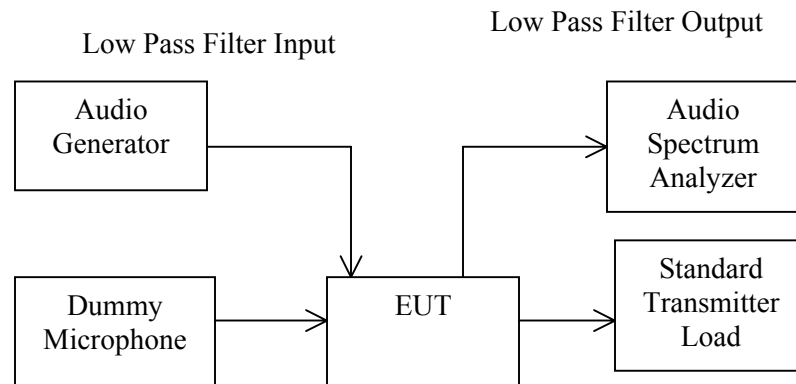 Low Pass Filter Input
Low Pass Filter Output
Audio
Generator
Audio
Spectrum
Analyzer
Dummy
Microphone
EUT
Standard
Transmitter
Load